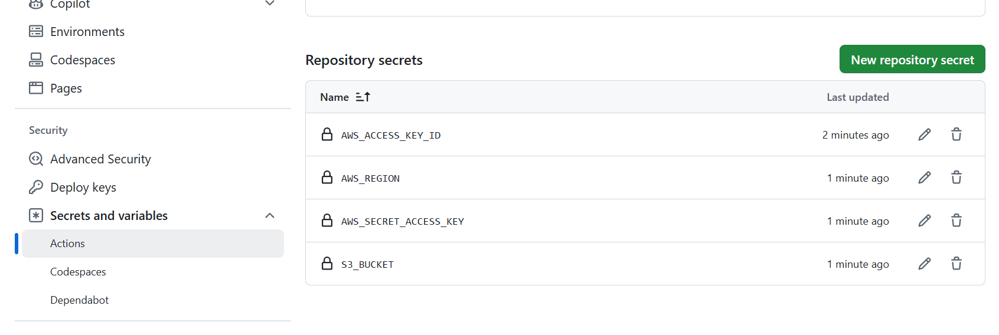 Copilot
Environments
Codespaces
Pages
Security
Advanced Security
Deploy keys
Secrets and variables
Actions
Codespaces
Dependabot
Repository secrets
New repository secret
Name
Last updated
AWS_ACCESS_KEY_ID
2 minutes ago
AWS_REGION
1 minute ago
AWS_SECRET_ACCESS_KEY
1 minute ago
S3_BUCKET
1 minute ago